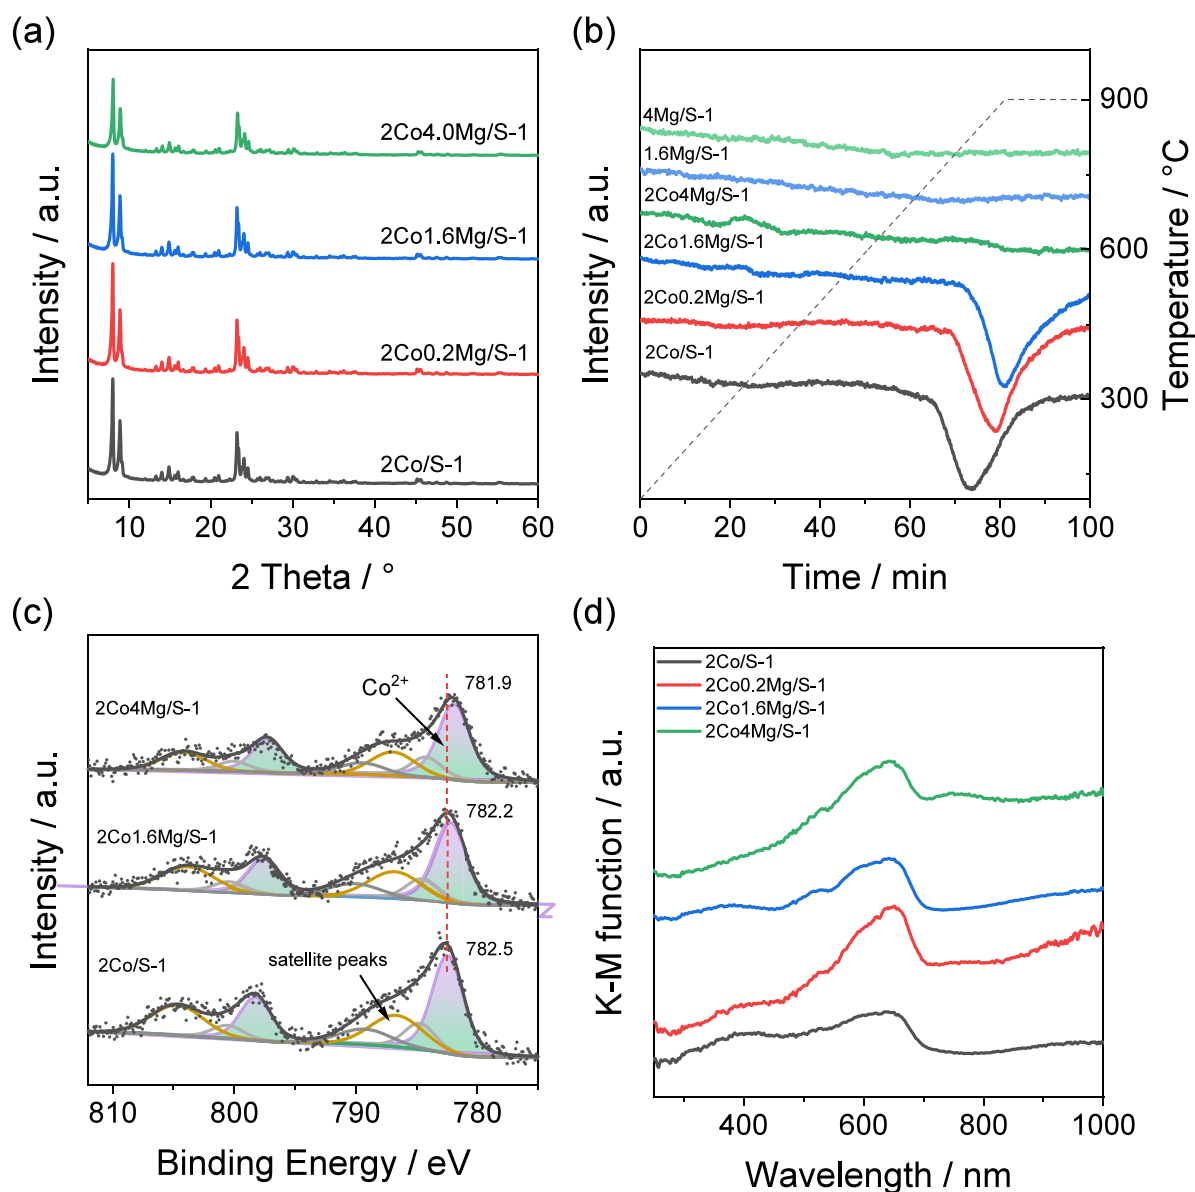 (a)
Intensity / a.u.
2Co4.0Mg/S-1
2Co1.6Mg/S-1
2Co0.2Mg/S-1
2Co/S-1
10 20 30 40 50 60
2 Theta / °
(b)
Intensity / a.u.
4Mg/S-1
1.6Mg/S-1
2Co4Mg/S-1
2Co1.6Mg/S-1
2Co0.2Mg/S-1
2Co/S-1
900
600
300
Temperature / °C
0 20 40 60 80 100
Time / min
(c)
Intensity / a.u.
2Co4Mg/S-1
Co2+
781.9
2Co1.6Mg/S-1
782.2
2Co/S-1
satellite peaks
782.5
810 800 790 780
Binding Energy / eV
(d)
K-M function / a.u.
2Co/S-1
2Co0.2Mg/S-1
2Co1.6Mg/S-1
2Co4Mg/S-1
400 600 800 1000
Wavelength / nm